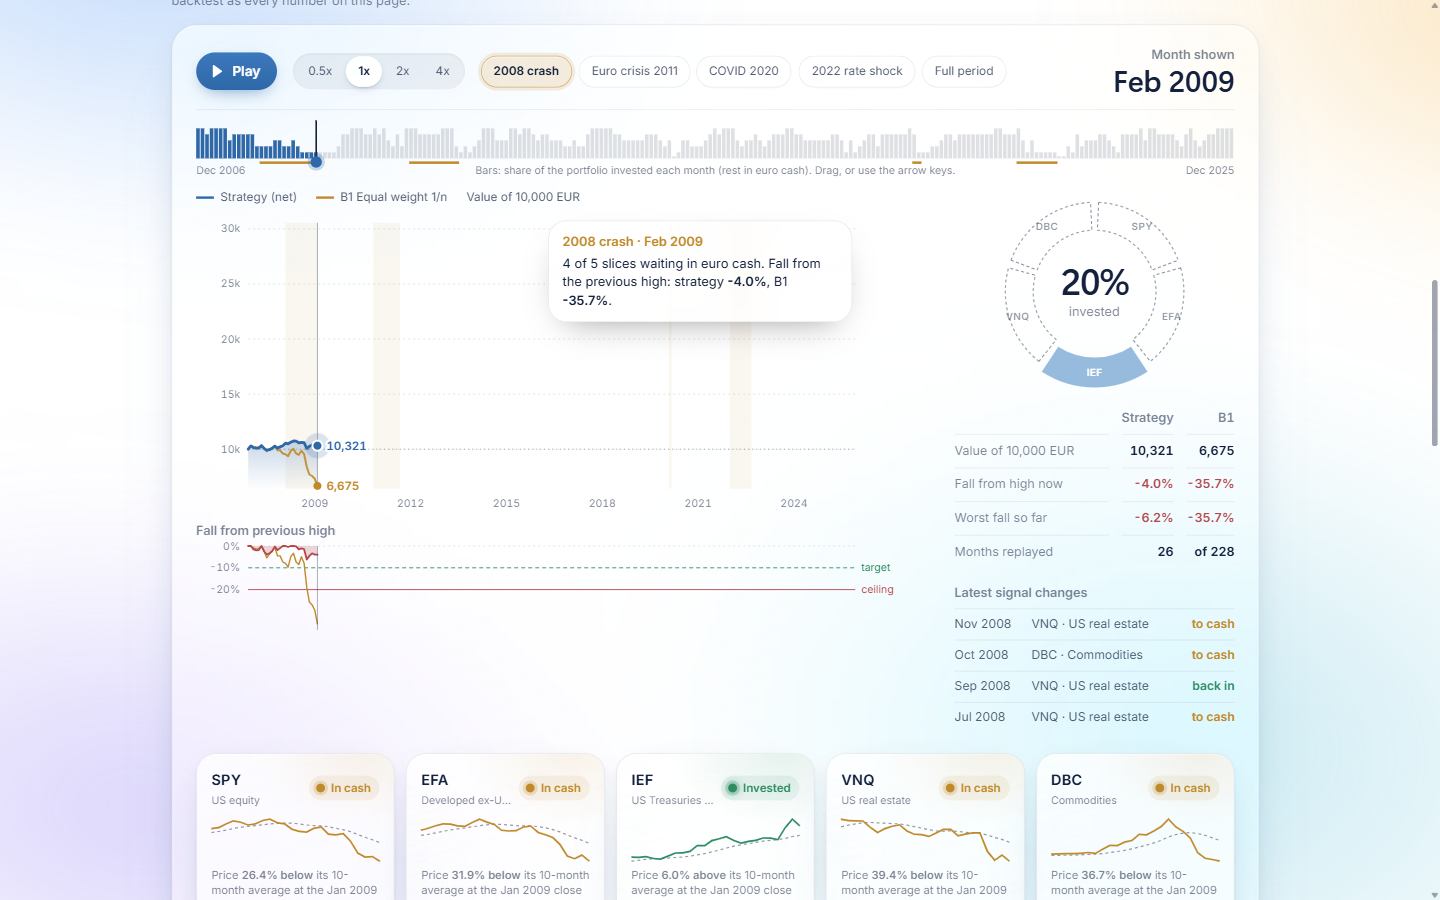 backtest as every number on this page.
Play
0.5x
1x
2x
4x
2008 crash
Euro crisis 2011
COVID 2020
2022 rate shock
Full period
Month shown
Feb 2009
Dec 2006
Bars: share of the portfolio invested each month (rest in euro cash). Drag, or use the arrow keys.
Dec 2025
Strategy (net)
B1 Equal weight 1/n
Value of 10,000 EUR
30k
25k
20k
15k
10k
2008 crash · Feb 2009
4 of 5 slices waiting in euro cash. Fall from
the previous high: strategy -4.0%, B1
-35.7%.
10,321
6,675
2009
2012
2015
2018
2021
2024
Fall from previous high
0%
-10%
-20%
target
ceiling
DBC
SPY
VNQ
EFA
IEF
20%
invested
Strategy
B1
Value of 10,000 EUR
10,321
6,675
Fall from high now
-4.0%
-35.7%
Worst fall so far
-6.2%
-35.7%
Months replayed
26
of 228
Latest signal changes
Nov 2008
VNQ · US real estate
to cash
Oct 2008
DBC · Commodities
to cash
Sep 2008
VNQ · US real estate
back in
Jul 2008
VNQ · US real estate
to cash
SPY
US equity
In cash
Price 26.4% below its 10-
month average at the Jan 2009
EFA
Developed ex-U...
In cash
Price 31.9% below its 10-month
average at the Jan 2009 close
IEF
US Treasuries ...
Invested
Price 6.0% above its 10-month
average at the Jan 2009 close
VNQ
US real estate
In cash
Price 39.4% below its 10-
month average at the Jan 2009
DBC
Commodities
In cash
Price 36.7% below its 10-
month average at the Jan 2009